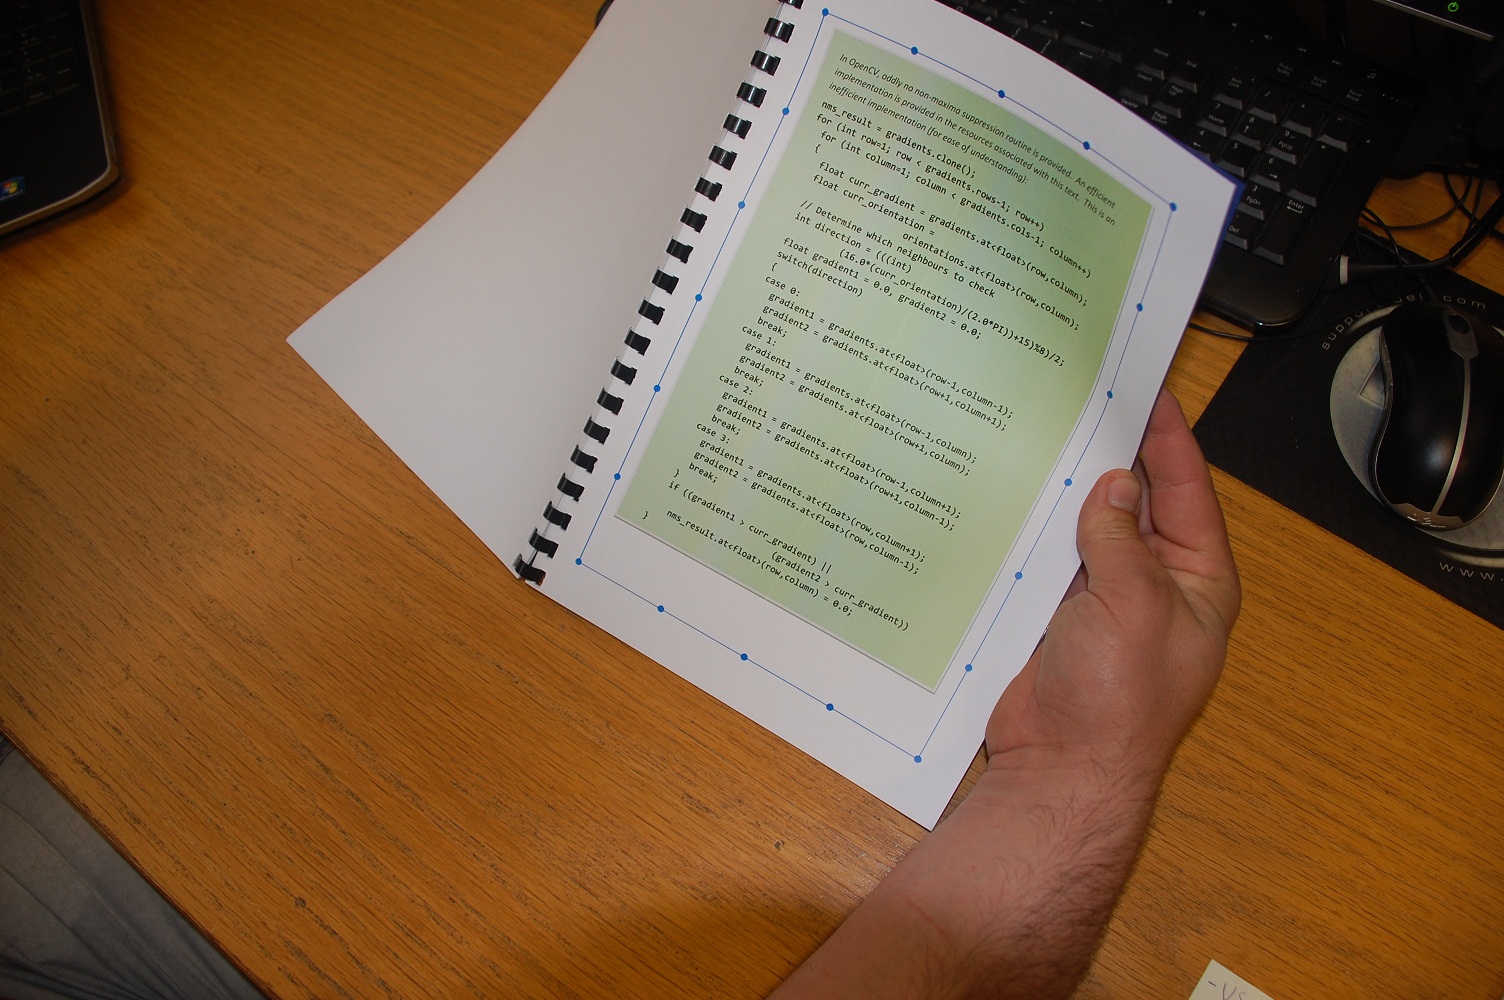 In OpenCV, oddly no non-maxima suppression routine is provided. An efficient
implementation is provided in the resources associated with this text. This is an
inefficient implementation (for ease of understanding):
nms_result = gradients.clone();
for (int row=1; row < gradients.rows-1; row++)
for (int column=1; column < gradients.cols-1; column++)
{
float curr_gradient = gradients.at<float>(row,column);
float curr_orientation =
orientations.at<float>(row,column);
// Determine which neighbours to check
int direction = (((int)
(16.0*(curr_orientation)/(2.0*PI))+15)%8)/2;
float gradient1 = 0.0, gradient2 = 0.0;
switch(direction)
{
case 0:
gradient1 = gradients.at<float>(row-1,column-1);
gradient2 = gradients.at<float>(row+1,column+1);
break;
case 1:
gradient1 = gradients.at<float>(row-1,column);
gradient2 = gradients.at<float>(row+1,column);
break;
case 2:
gradient1 = gradients.at<float>(row-1,column+1);
gradient2 = gradients.at<float>(row+1,column-1);
break;
case 3:
gradient1 = gradients.at<float>(row,column+1);
gradient2 = gradients.at<float>(row,column-1);
break;
}
if ((gradient1 > curr_gradient) ||
(gradient2 > curr_gradient))
nms_result.at<float>(row,column) = 0.0;
}
Home
End
Delete
Enter
PgUp
PgDn
Del
www.